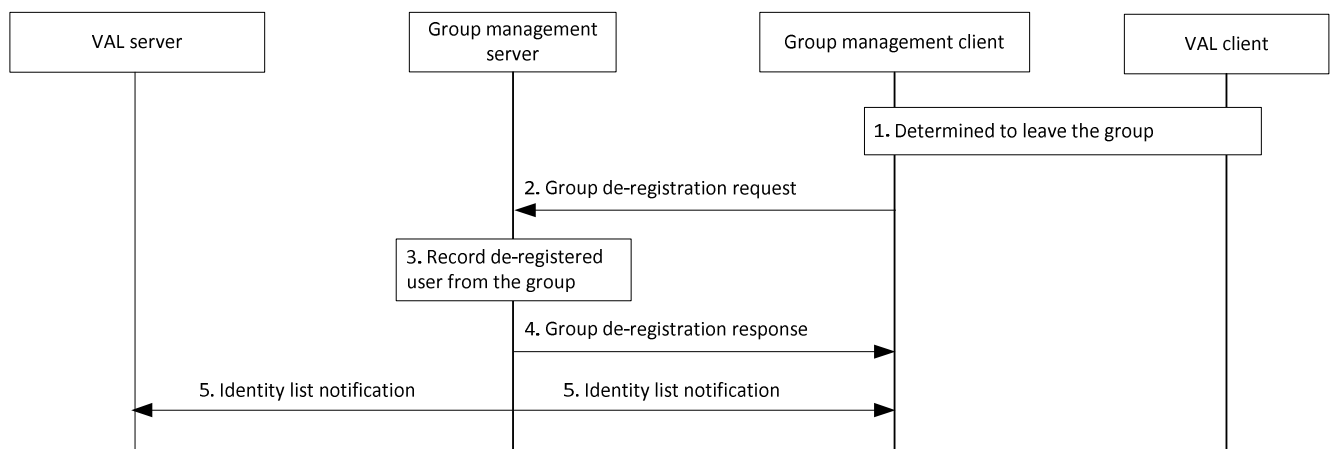 VAL server
Group management
server
Group management client
VAL client
1. Determined to leave the group
2. Group de-registration request
3. Record de-registered
user from the group
4. Group de-registration response
5. Identity list notification
5. Identity list notification